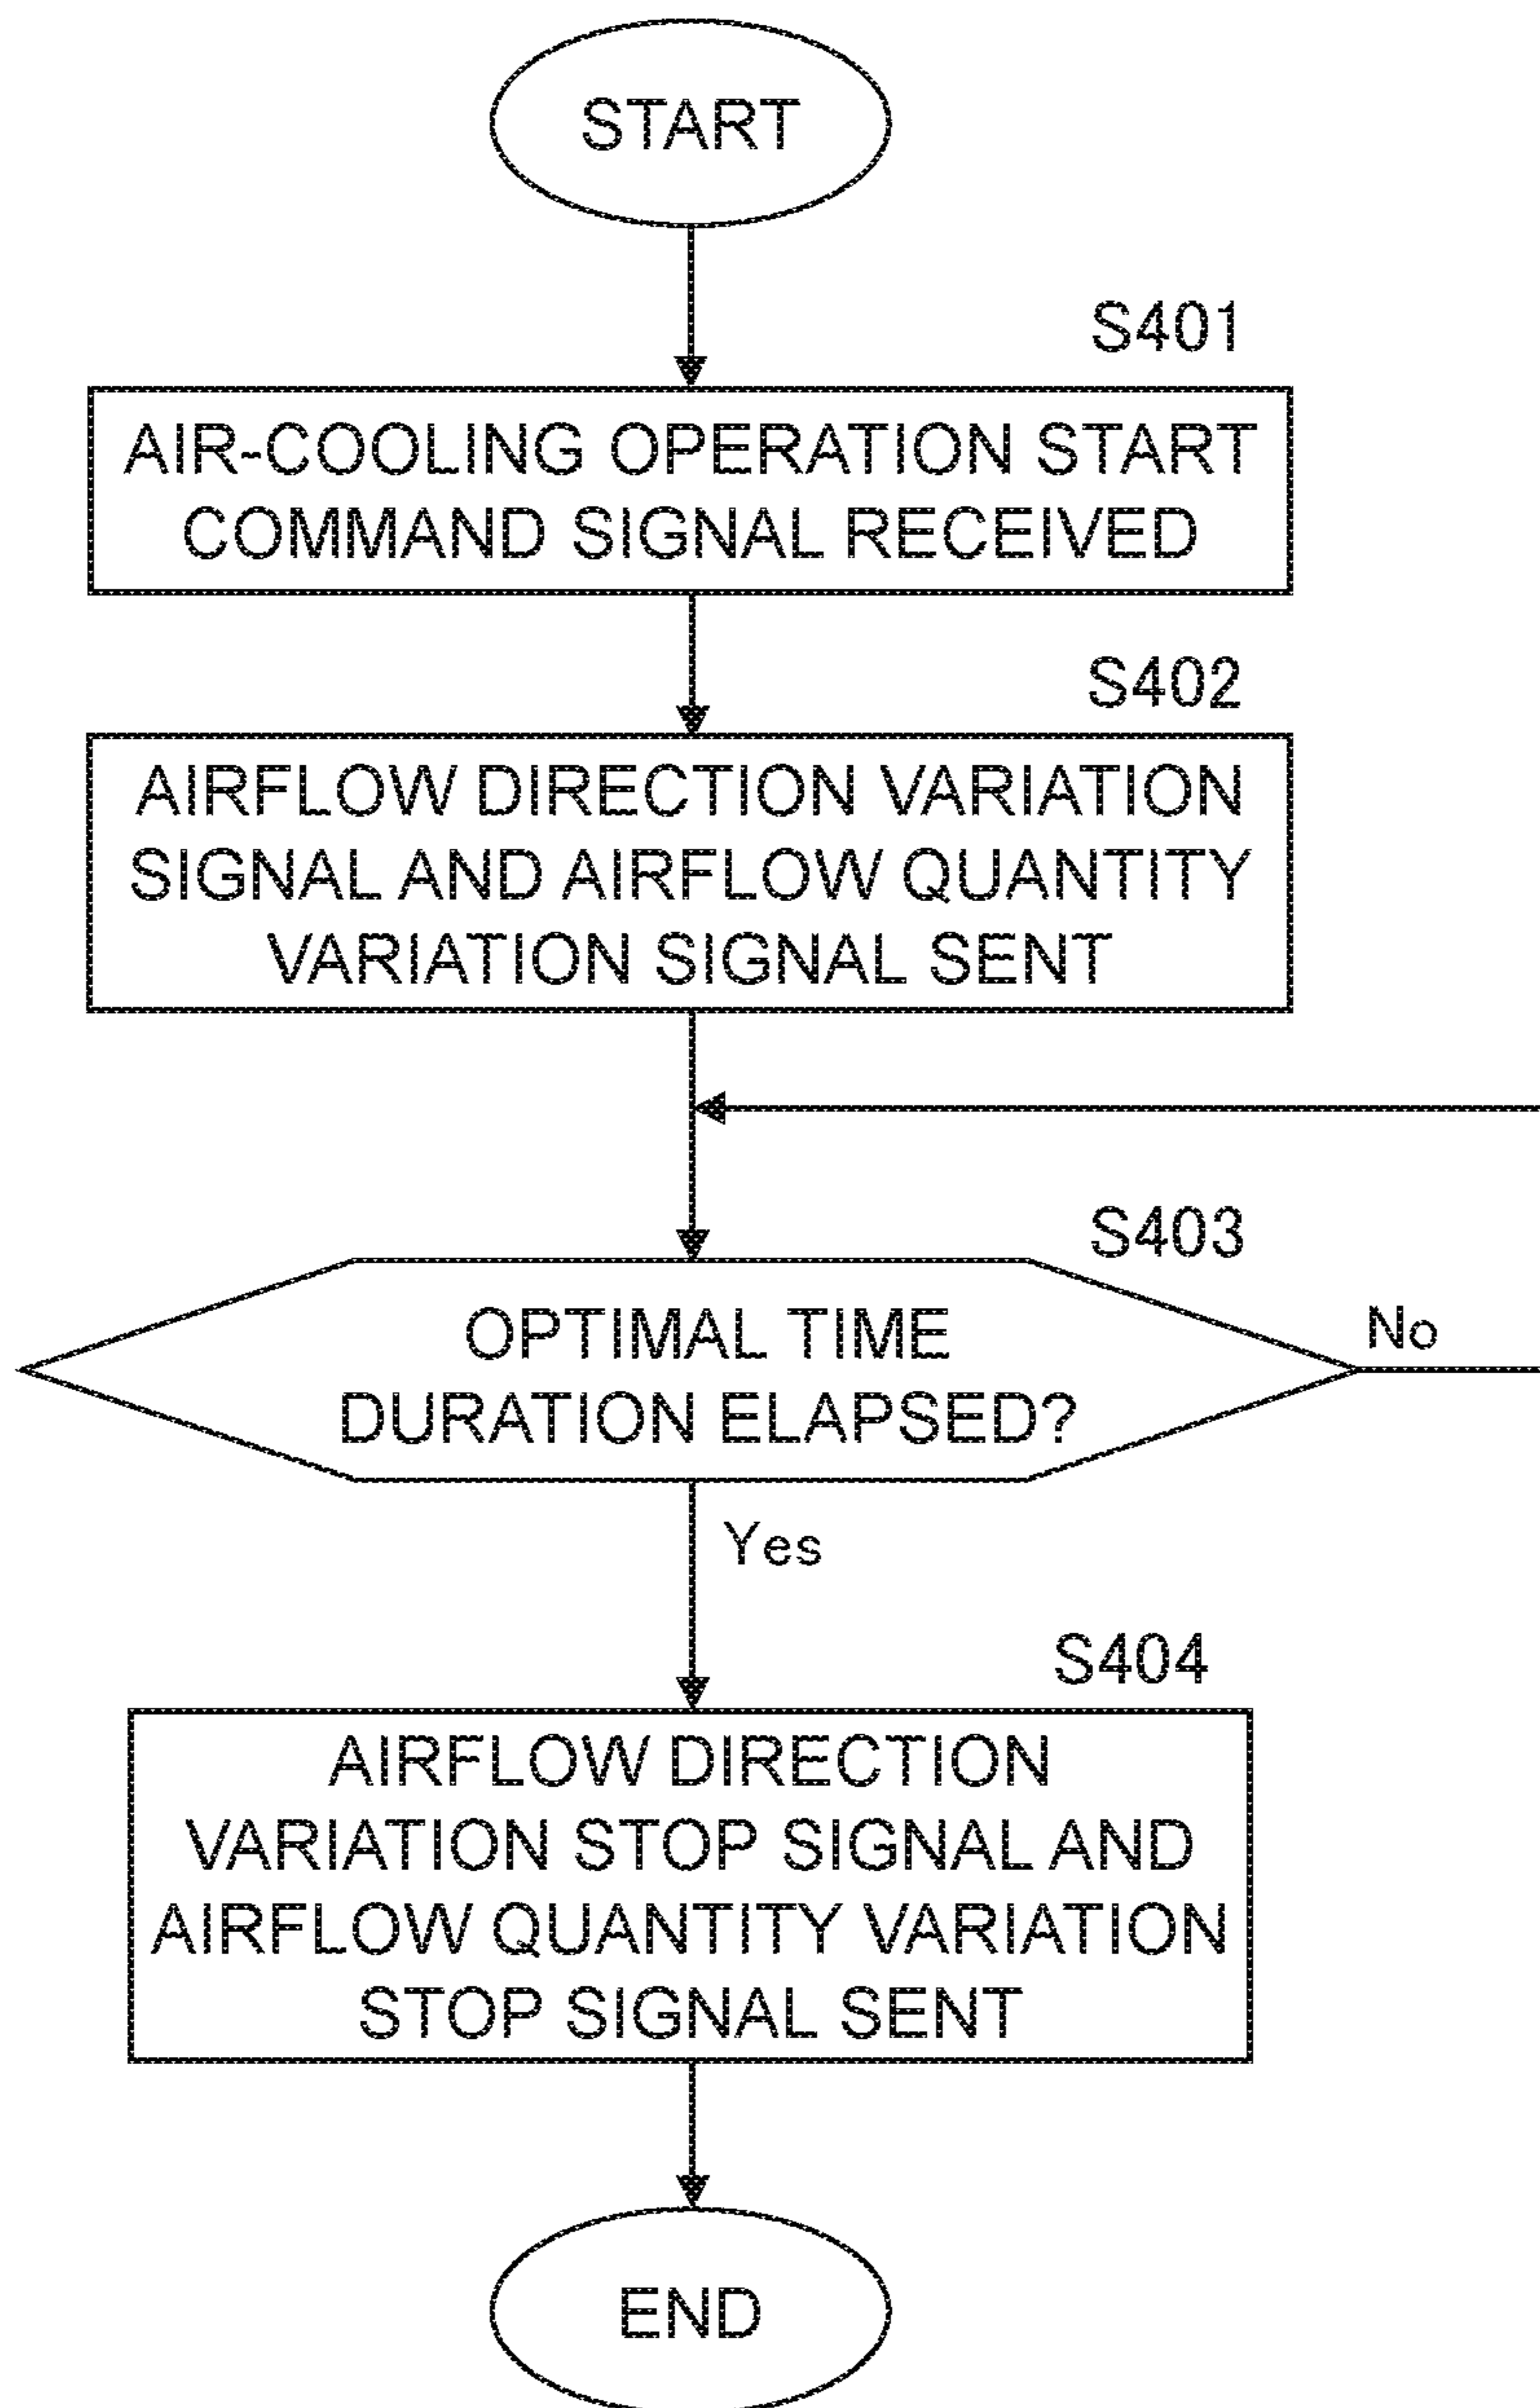 START
S401
AIR-COOLING OPERATION START
COMMAND SIGNAL RECEIVED
S402
AIRFLOW DIRECTION VARIATION
SIGNAL AND AIRFLOW QUANTITY
VARIATION SIGNAL SENT
S403
OPTIMAL TIME
DURATION ELAPSED?
No
Yes
S404
AIRFLOW DIRECTION
VARIATION STOP SIGNAL AND
AIRFLOW QUANTITY VARIATION
STOP SIGNAL SENT
END